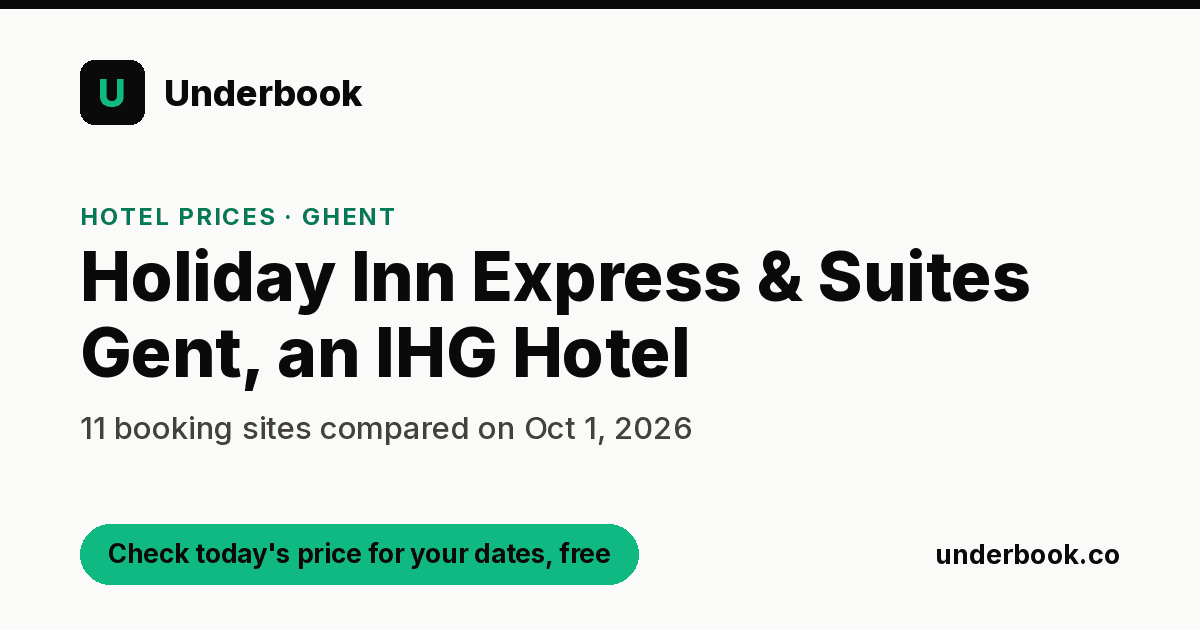 U Underbook
HOTEL PRICES · GHENT
Holiday Inn Express & Suites
Gent, an IHG Hotel
11 booking sites compared on Oct 1, 2026
Check today's price for your dates, free
underbook.co